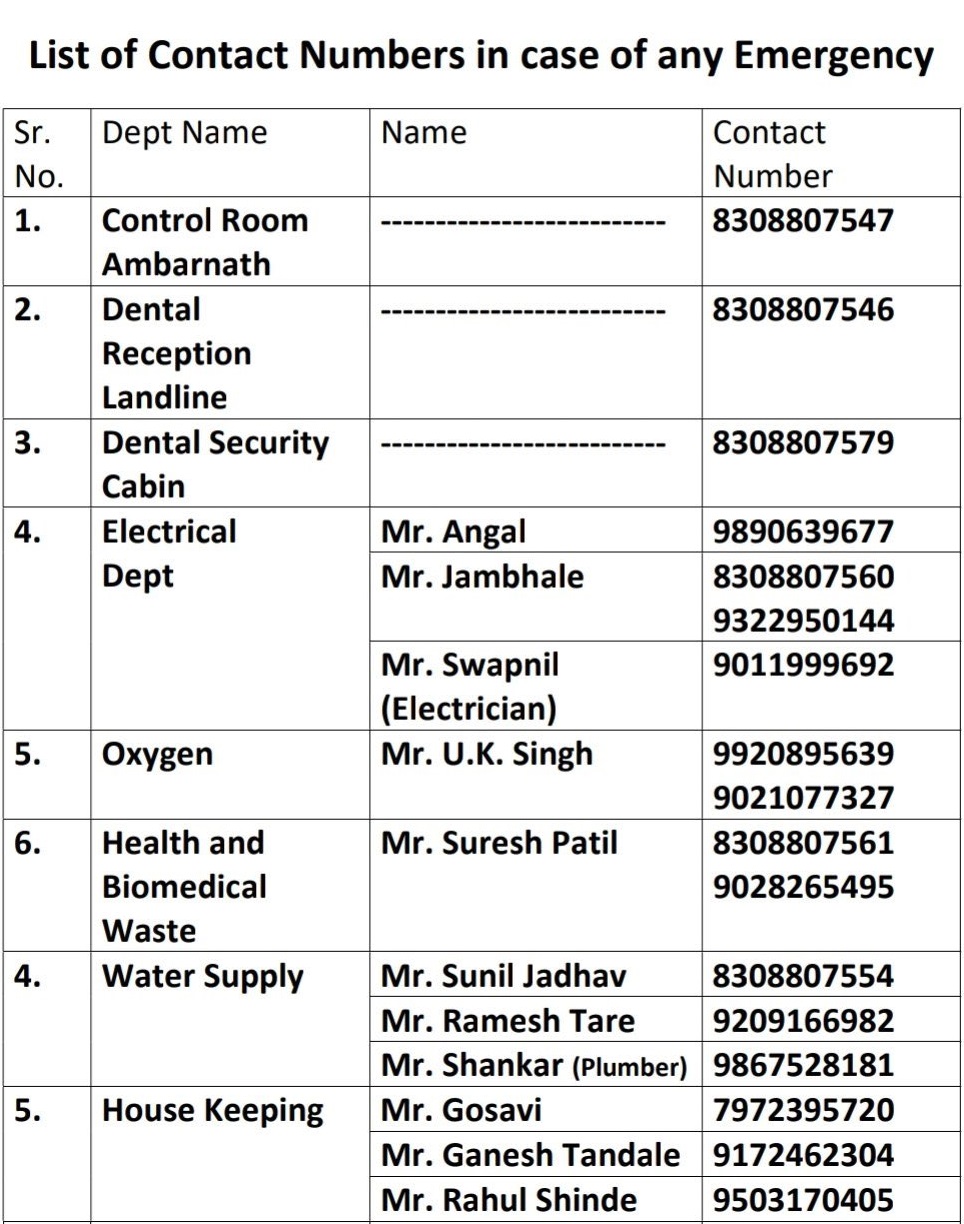 List of Contact Numbers in case of any Emergency
Sr. No. Dept Name Name Contact Number
1. Control Room Ambarnath -------------------------- 8308807547
2. Dental Reception Landline -------------------------- 8308807546
3. Dental Security Cabin -------------------------- 8308807579
4. Electrical Dept Mr. Angal 9890639677
Mr. Jambhale 8308807560
9322950144
Mr. Swapnil (Electrician) 9011999692
5. Oxygen Mr. U.K. Singh 9920895639
9021077327
6. Health and Biomedical Waste Mr. Suresh Patil 8308807561
9028265495
4. Water Supply Mr. Sunil Jadhav 8308807554
Mr. Ramesh Tare 9209166982
Mr. Shankar (Plumber) 9867528181
5. House Keeping Mr. Gosavi 7972395720
Mr. Ganesh Tandale 9172462304
Mr. Rahul Shinde 9503170405